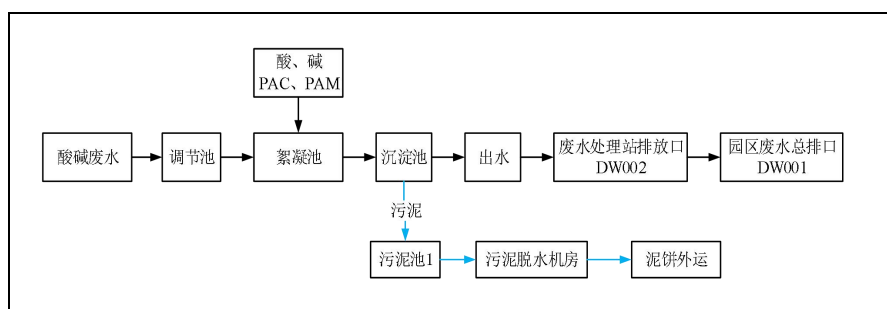 酸、碱
PAC、PAM
酸碱废水
调节池
絮凝池
沉淀池
出水
废水处理站排放口
DW002
园区废水总排口
DW001
污泥
污泥池1
污泥脱水机房
泥饼外运